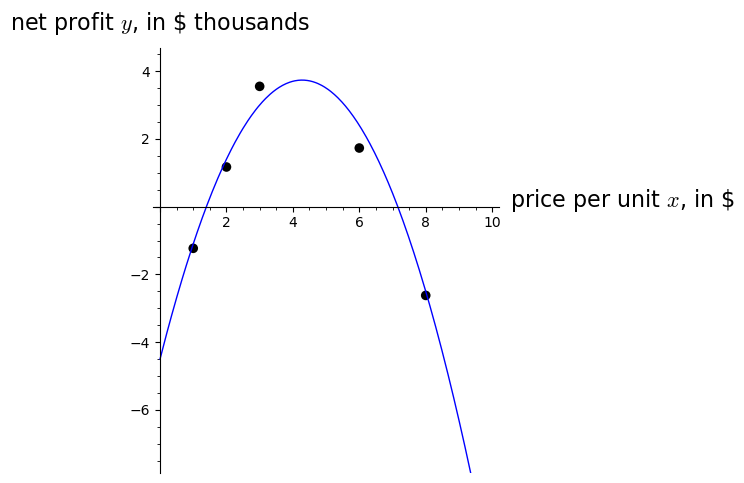 net profit y, in $ thousands
4
2
price per unit x, in $
2 4 6 8 10
−2
−4
−6